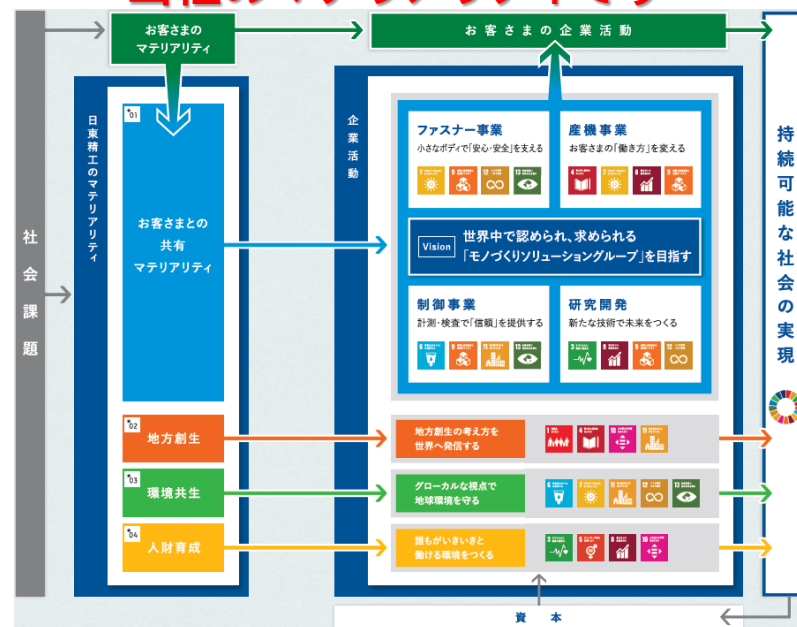 お客さまの
マテリアリティ
お客さまの企業活動
社会課題
日東精工のマテリアリティ
*01
お客さまとの
共有
マテリアリティ
企業活動
ファスナー事業
小さなボディで「安心・安全」を支える
産機事業
お客さまの「働き方」を変える
Vision
世界中で認められ、求められる
「モノづくりソリューショングループ」を目指す
制御事業
計測・検査で「信頼」を提供する
研究開発
新たな技術で未来をつくる
*02
地方創生
地方創生の考え方を
世界へ発信する
*03
環境共生
グローカルな視点で
地球環境を守る
*04
人財育成
誰もがいきいきと
働ける環境をつくる
資本
持続可能な社会の実現